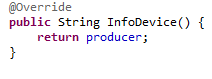 @Override
public String InfoDevice() {
    return producer;
}